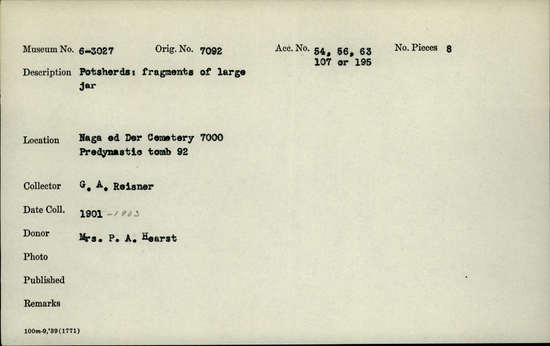 Museum No. 6-3027 Orig. No. 7092 Acc. No. 54, 56, 63 No. Pieces 8
107 or 195
Description Potsherds: fragments of large
jar
Location Naga ed Der Cemetery 7000
Predynastic tomb 92
Collector G. A. Reisner
Date Coll. 1901 -1903
Donor Mrs. P. A. Hearst
Photo
Published
Remarks
100m-9,'39(1771)